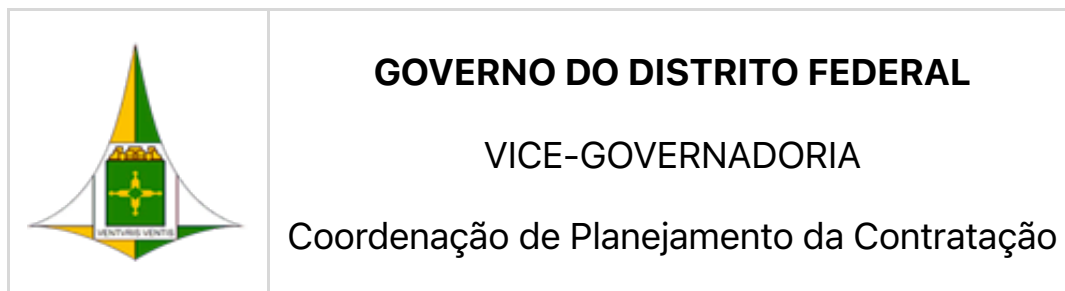 GOVERNO DO DISTRITO FEDERAL
VICE-GOVERNADORIA
Coordenação de Planejamento da Contratação
VENTVRIS VENTIS